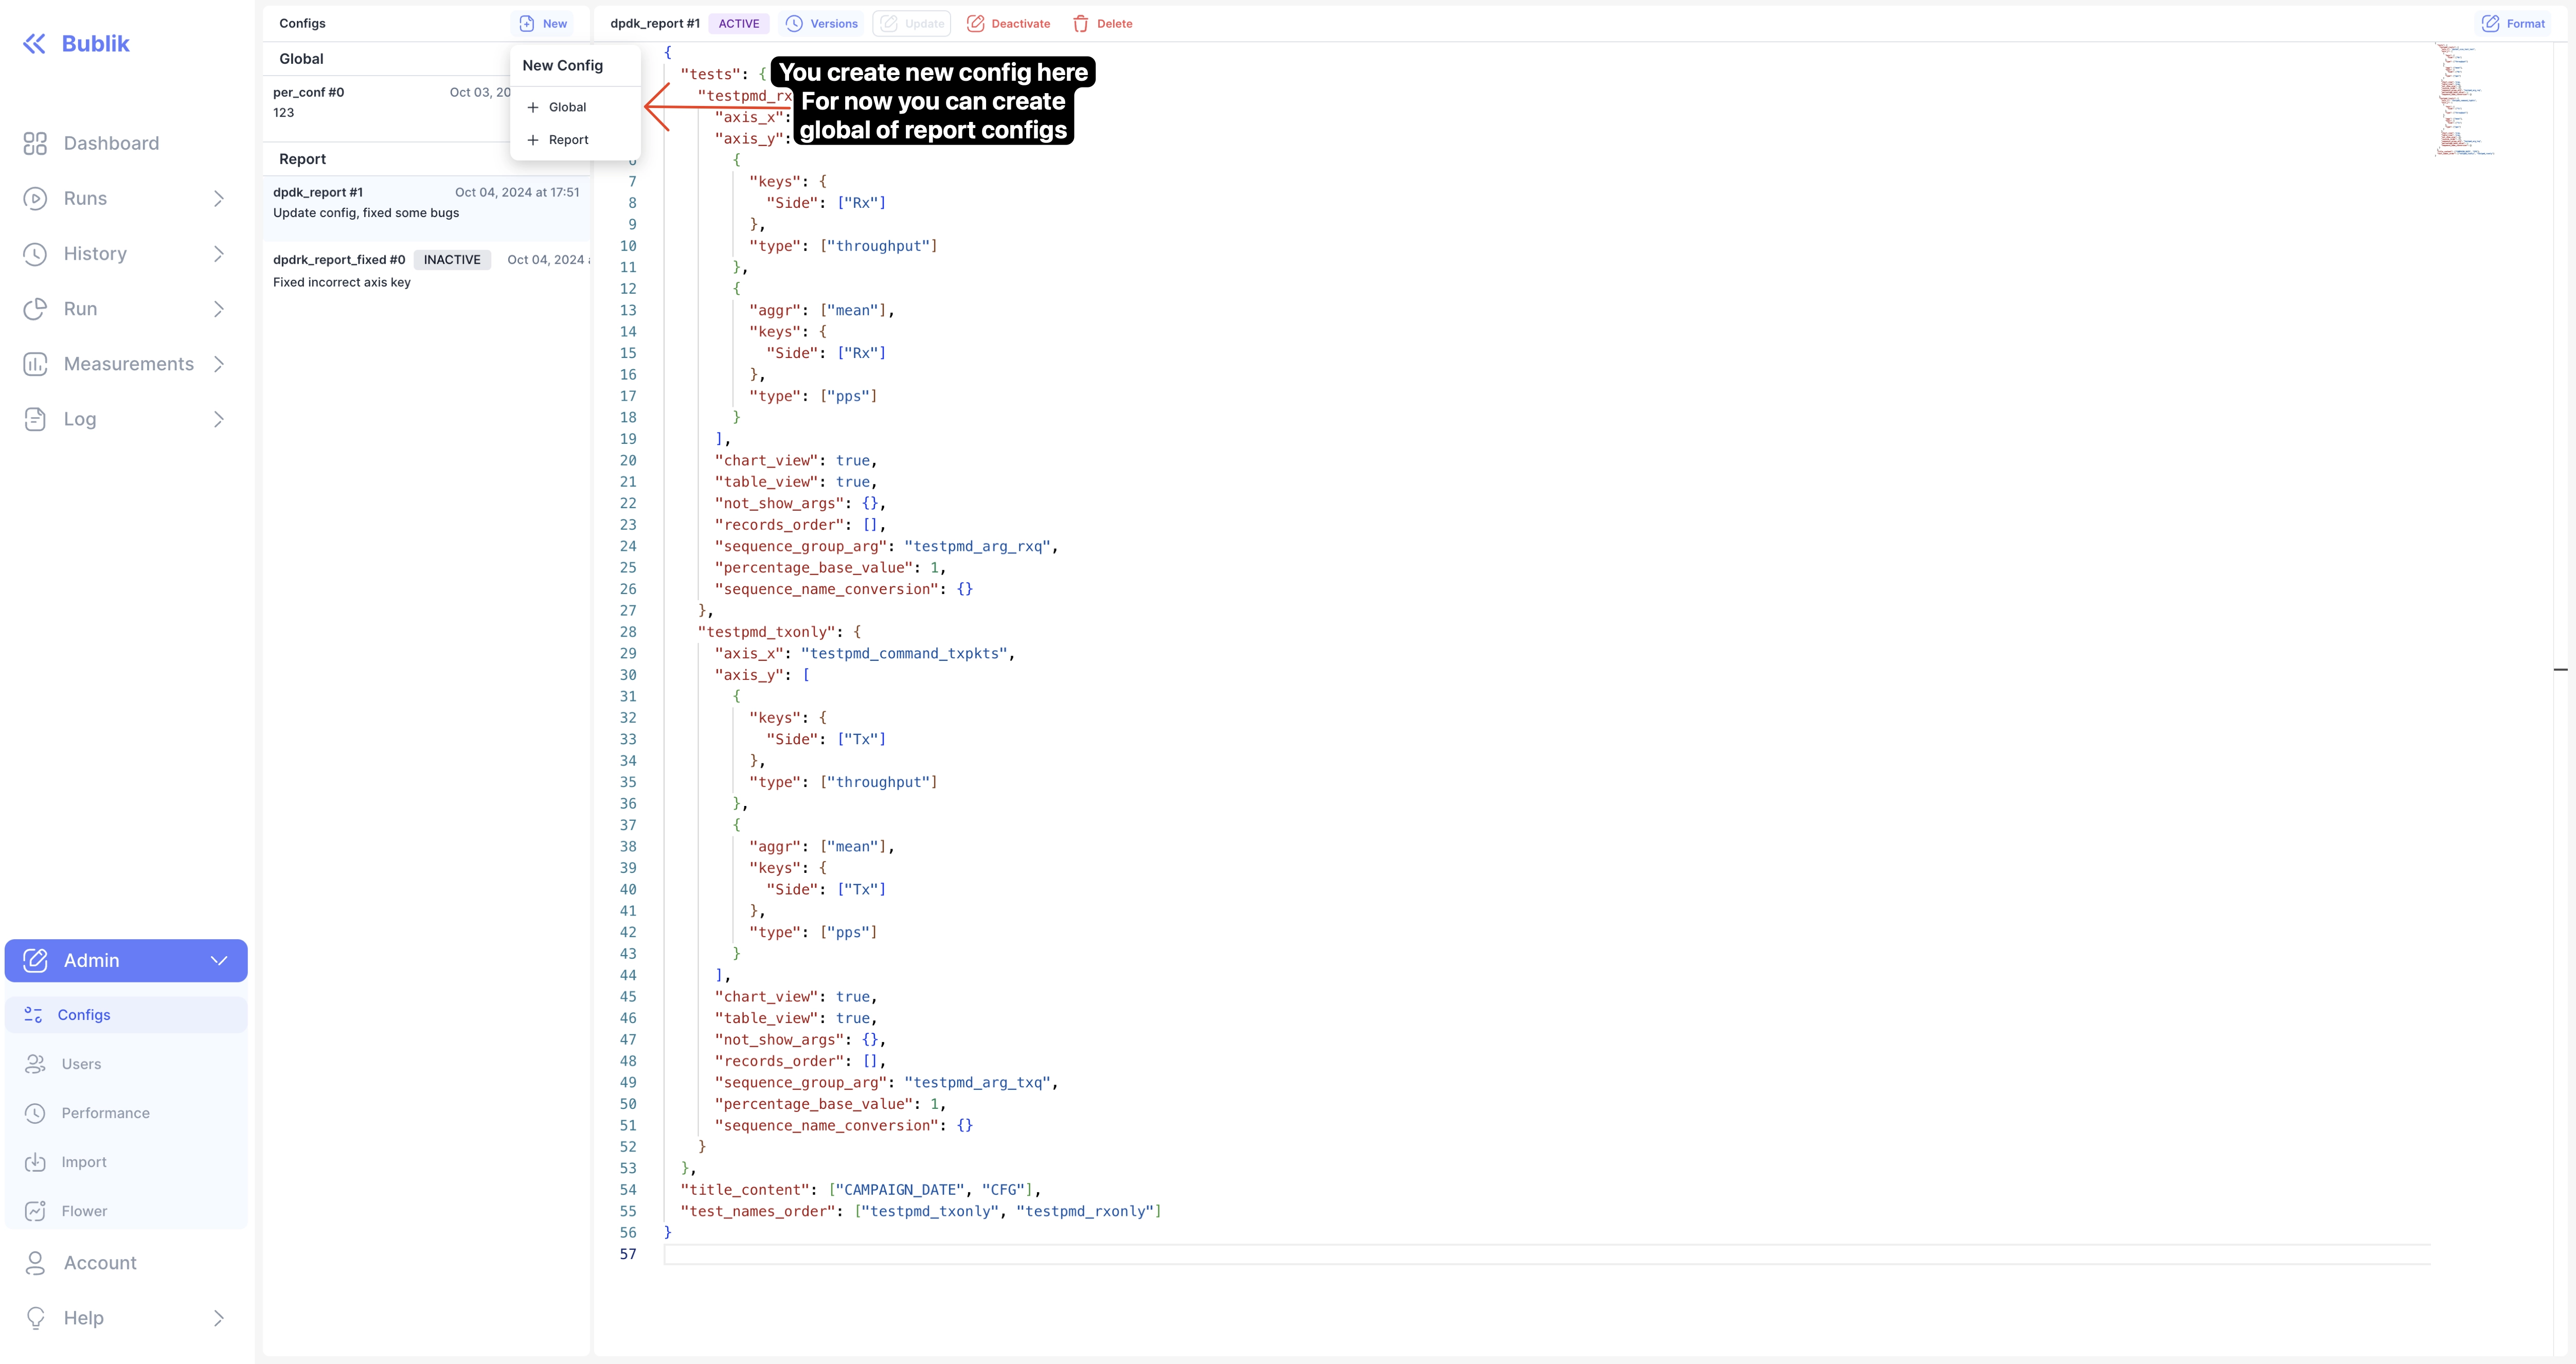 Bublik
Dashboard
Runs
History
Run
Measurements
Log
Admin
Configs
Users
Performance
Import
Flower
Account
Help
Configs
New
Global
per_conf #0 Oct 03, 20
123
Report
dpdk_report #1 Oct 04, 2024 at 17:51
Update config, fixed some bugs
dpdrk_report_fixed #0 INACTIVE Oct 04, 2024
Fixed incorrect axis key
New Config
+ Global
+ Report
dpdk_report #1 ACTIVE Versions Update Deactivate Delete Format
You create new config here
For now you can create
global of report configs
{
"tests": {
"testpmd_rx
"axis_x":
"axis_y":
6 {
7 "keys": {
8 "Side": ["Rx"]
9 },
10 "type": ["throughput"]
11 },
12 {
13 "aggr": ["mean"],
14 "keys": {
15 "Side": ["Rx"]
16 },
17 "type": ["pps"]
18 }
19 ],
20 "chart_view": true,
21 "table_view": true,
22 "not_show_args": {},
23 "records_order": [],
24 "sequence_group_arg": "testpmd_arg_rxq",
25 "percentage_base_value": 1,
26 "sequence_name_conversion": {}
27 },
28 "testpmd_txonly": {
29 "axis_x": "testpmd_command_txpkts",
30 "axis_y": [
31 {
32 "keys": {
33 "Side": ["Tx"]
34 },
35 "type": ["throughput"]
36 },
37 {
38 "aggr": ["mean"],
39 "keys": {
40 "Side": ["Tx"]
41 },
42 "type": ["pps"]
43 }
44 ],
45 "chart_view": true,
46 "table_view": true,
47 "not_show_args": {},
48 "records_order": [],
49 "sequence_group_arg": "testpmd_arg_txq",
50 "percentage_base_value": 1,
51 "sequence_name_conversion": {}
52 }
53 },
54 "title_content": ["CAMPAIGN_DATE", "CFG"],
55 "test_names_order": ["testpmd_txonly", "testpmd_rxonly"]
56 }
57